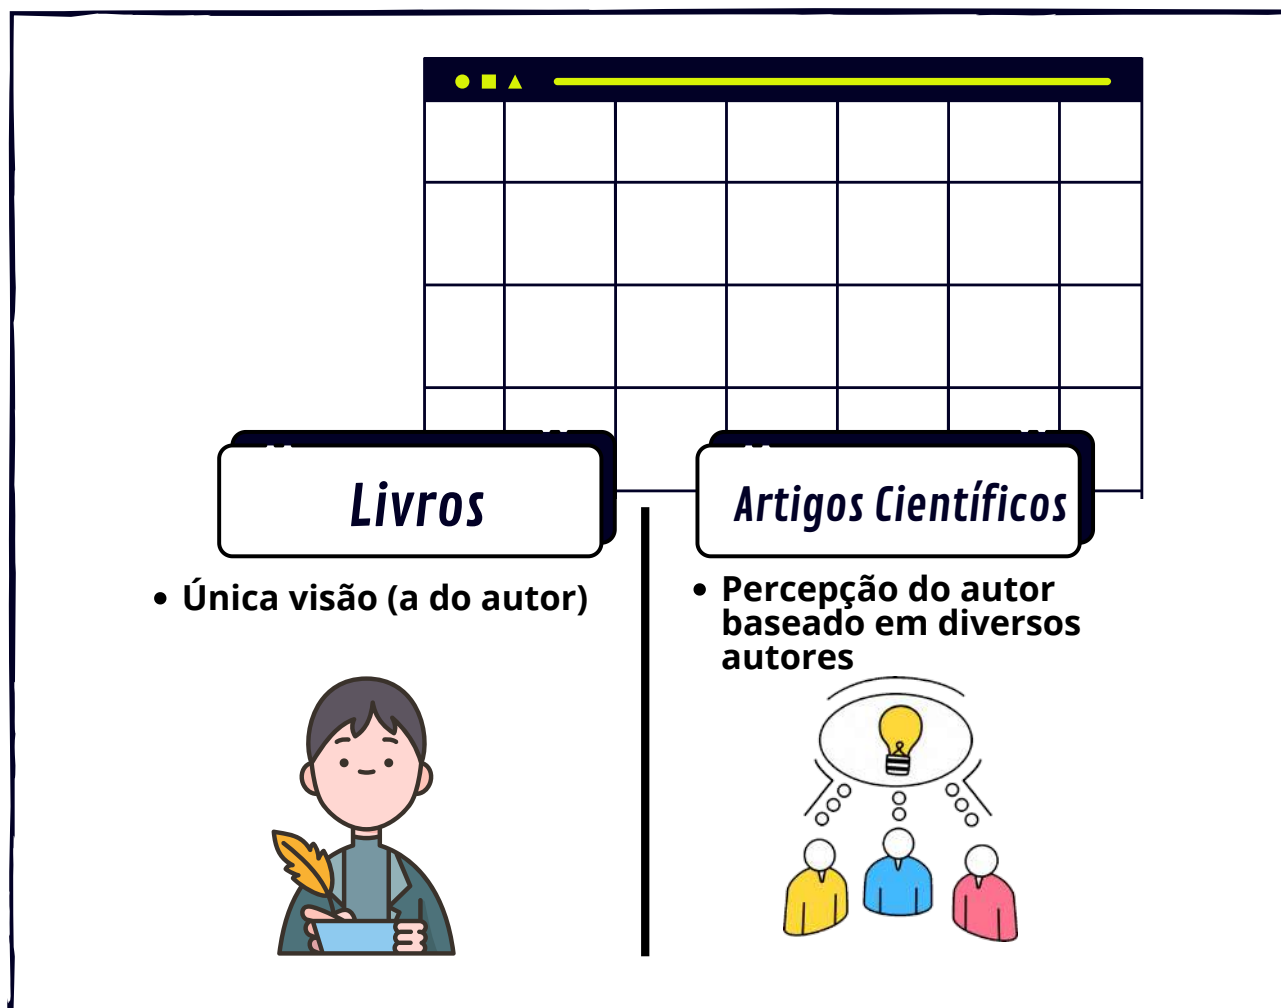 Livros
Artigos Científicos
• Única visão (a do autor)
• Percepção do autor
baseado em diversos
autores